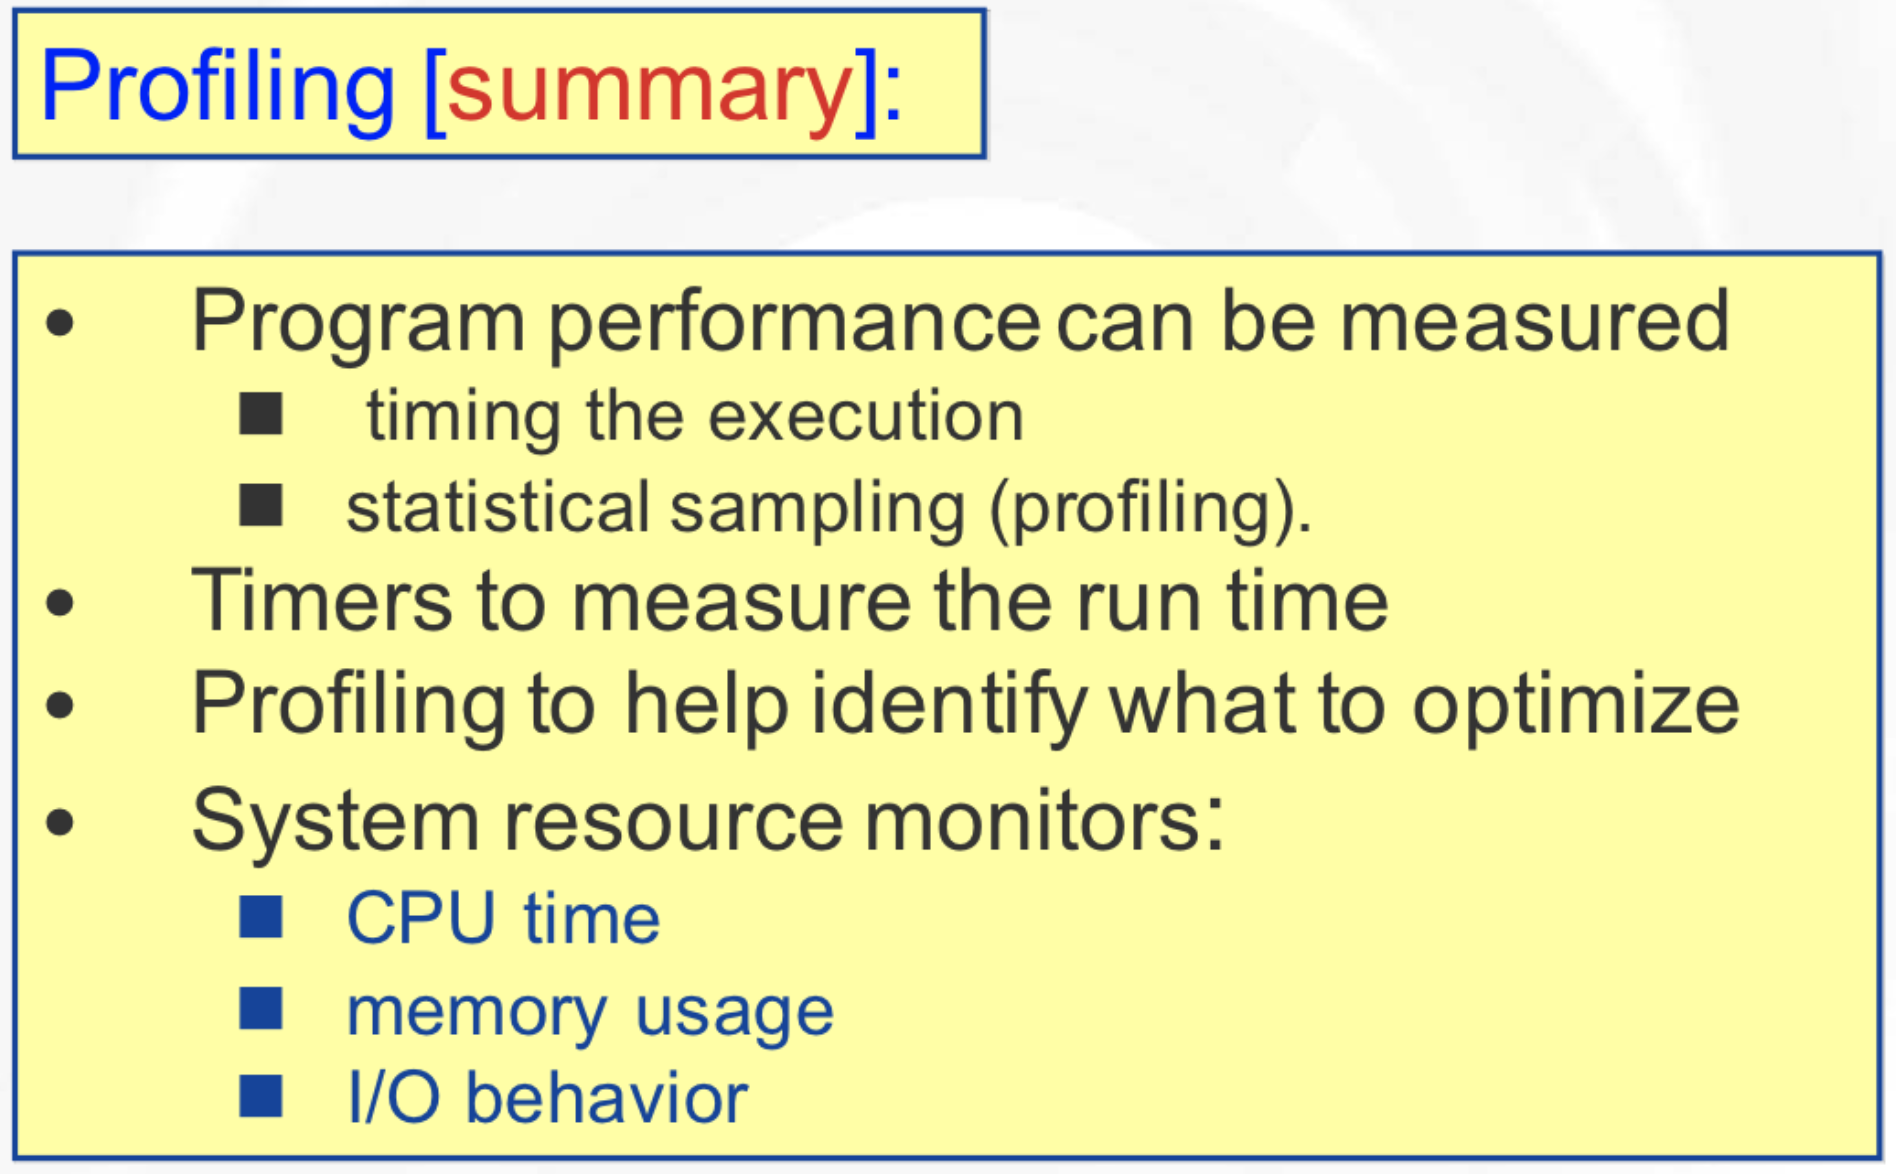 Profiling [summary]:
• Program performance can be measured
■ timing the execution
■ statistical sampling (profiling).
• Timers to measure the run time
• Profiling to help identify what to optimize
• System resource monitors:
■ CPU time
■ memory usage
■ I/O behavior